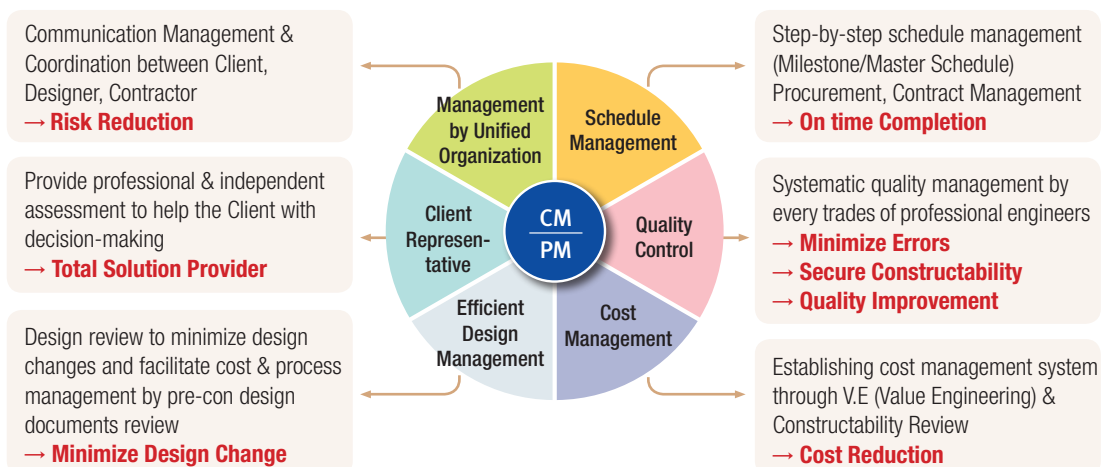 Communication Management &
Coordination between Client,
Designer, Contractor
→ Risk Reduction
Provide professional & independent
assessment to help the Client with
decision-making
→ Total Solution Provider
Design review to minimize design
changes and facilitate cost & process
management by pre-con design
documents review
→ Minimize Design Change
Management
by Unified
Organization
Schedule
Management
Client
Represen-
tative
CM
PM
Quality
Control
Efficient
Design
Management
Cost
Management
Step-by-step schedule management
(Milestone/Master Schedule)
Procurement, Contract Management
→ On time Completion
Systematic quality management by
every trades of professional engineers
→ Minimize Errors
→ Secure Constructability
→ Quality Improvement
Establishing cost management system
through V.E (Value Engineering) &
Constructability Review
→ Cost Reduction